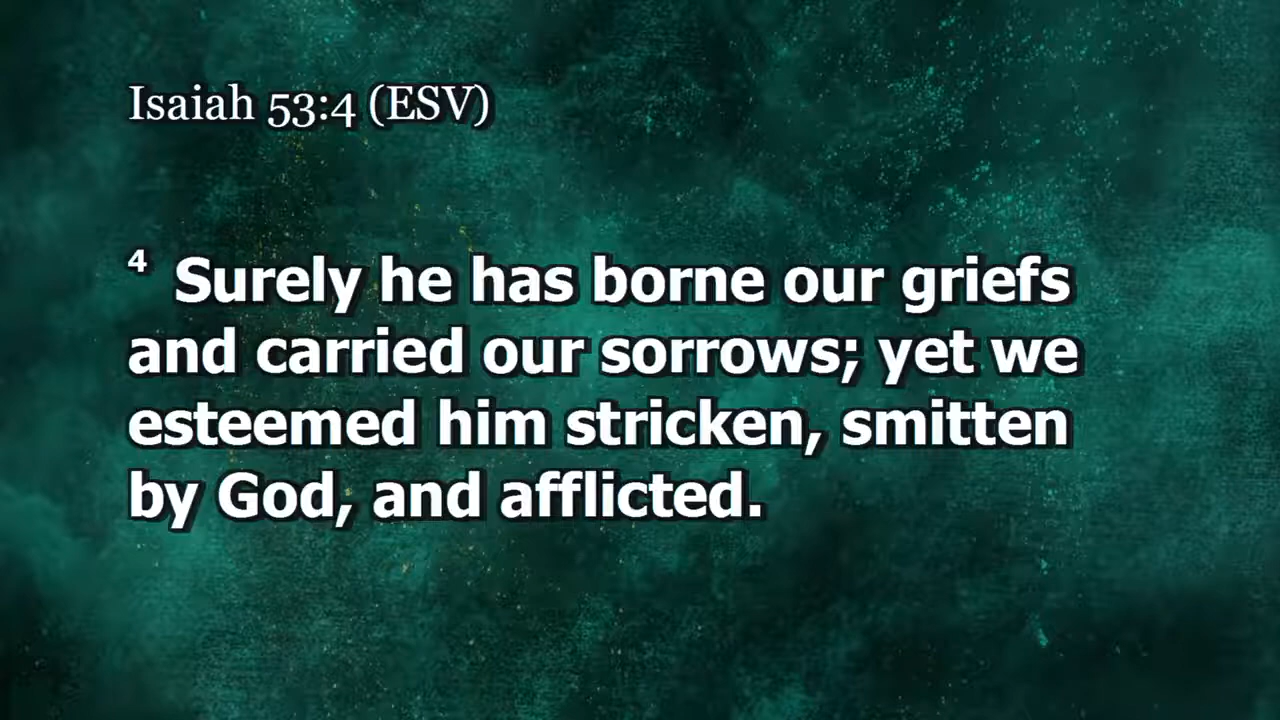 Isaiah 53:4 (ESV)
4 Surely he has borne our griefs
and carried our sorrows; yet we
esteemed him stricken, smitten
by God, and afflicted.